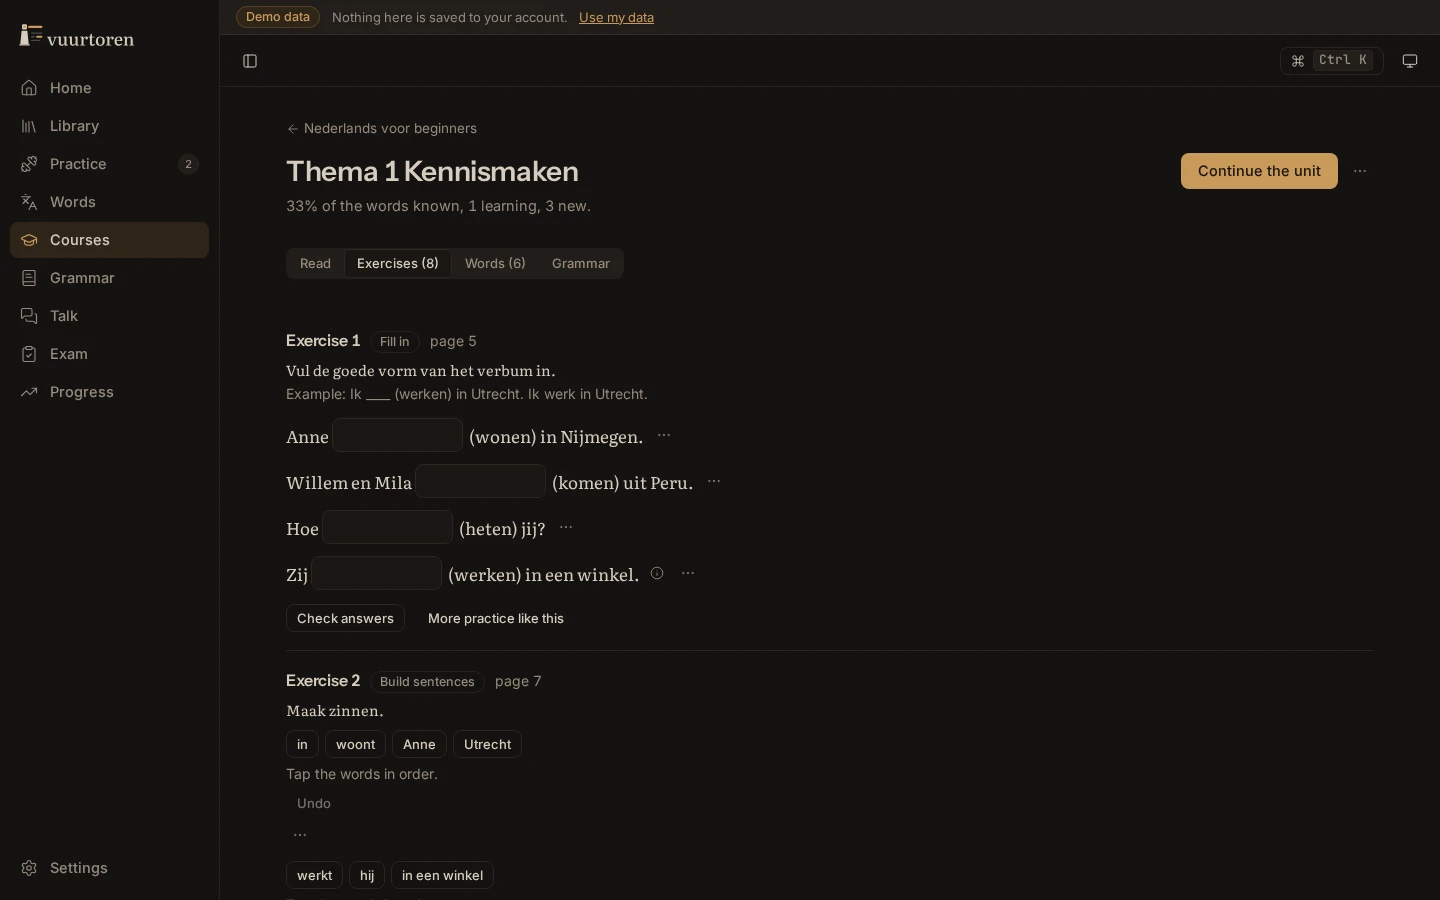 Demo data Nothing here is saved to your account. Use my data
vuurtoren
Ctrl K
Home
Library
Practice 2
Words
Courses
Grammar
Talk
Exam
Progress
Settings
← Nederlands voor beginners
Thema 1 Kennismaken
Continue the unit ...
33% of the words known, 1 learning, 3 new.
Read Exercises (8) Words (6) Grammar
Exercise 1 Fill in page 5
Vul de goede vorm van het verbum in.
Example: Ik ___ (werken) in Utrecht. Ik werk in Utrecht.
Anne (wonen) in Nijmegen. ...
Willem en Mila (komen) uit Peru. ...
Hoe (heten) jij? ...
Zij (werken) in een winkel. ...
Check answers More practice like this
Exercise 2 Build sentences page 7
Maak zinnen.
in woont Anne Utrecht
Tap the words in order.
Undo
...
werkt hij in een winkel